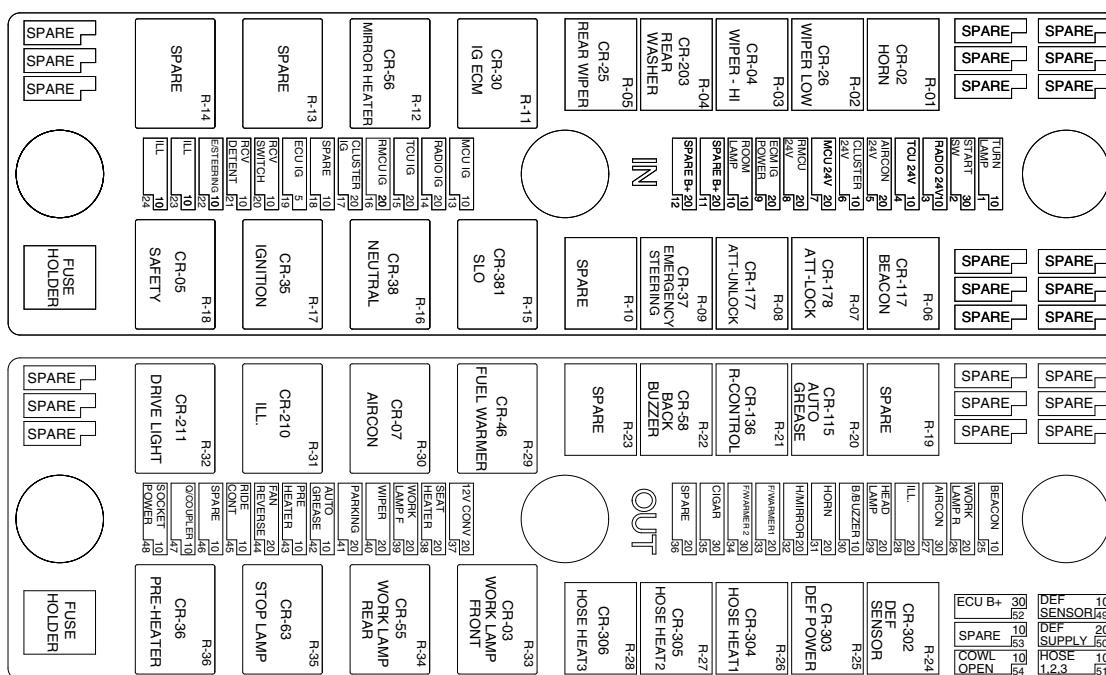 SPARE
SPARE
SPARE
SPARE
R-14
SPARE
R-13
CR-56
MIRROR HEATER
R-12
CR-30
IG ECM
R-11
CR-25
REAR WIPER
R-05
CR-203
REAR
WASHER
R-04
CR-04
WIPER - HI
R-03
CR-26
WIPER LOW
R-02
CR-02
HORN
R-01
SPARE
SPARE
SPARE
SPARE
SPARE
SPARE
ILL
10
24
ILL
10
23
E/STEERING
10
22
RCV
DETENT
10
21
RCV
SWITCH
10
20
ECU IG
5
19
SPARE
10
18
CLUSTER
IG
20
17
RMCU IG
20
16
TCU IG
20
15
RADIO IG
20
14
MCU IG
10
13
IN
SPARE B+
20
12
SPARE B+
20
11
ROOM
LAMP
10
10
ECM IG
POWER
10
9
RMCU
24V
20
8
MCU 24V
20
7
CLUSTER
24V
10
6
AIRCON
24V
20
5
TCU 24V
10
4
RADIO 24V
10
3
START
SW
30
2
TURN
LAMP
10
1
FUSE
HOLDER
CR-05
SAFETY
R-18
CR-35
IGNITION
R-17
CR-38
NEUTRAL
R-16
CR-381
SLO
R-15
SPARE
R-10
CR-37
EMERGENCY
STEERING
R-09
CR-177
ATT-UNLOCK
R-08
CR-178
ATT-LOCK
R-07
CR-117
BEACON
R-06
SPARE
SPARE
SPARE
SPARE
SPARE
SPARE
SPARE
SPARE
SPARE
CR-211
DRIVE LIGHT
R-32
CR-210
ILL.
R-31
CR-07
AIRCON
R-30
CR-46
FUEL WARMER
R-29
SPARE
R-23
CR-58
BACK
BUZZER
R-22
CR-136
R-CONTROL
R-21
CR-115
AUTO
GREASE
R-20
SPARE
R-19
SPARE
SPARE
SPARE
SPARE
SPARE
SPARE
SOCKET
POWER
10
48
Q/COUPLER
10
47
SPARE
10
46
RIDE
CONT
10
45
FAN
REVERSE
20
44
PRE
HEATER
10
43
AUTO
GREASE
10
42
PARKING
20
41
WIPER
20
40
WORK
LAMP F
20
39
SEAT
HEATER
20
38
12V CONV
20
37
OUT
SPARE
20
36
CIGAR
30
35
F/WARMER 2
30
34
F/WARMER1
20
33
H/MIRROR
20
32
HORN
20
31
B/BUZZER
10
30
HEAD
LAMP
20
29
ILL.
20
28
AIRCON
30
27
WORK
LAMP R
20
26
BEACON
10
25
FUSE
HOLDER
CR-36
PRE-HEATER
R-36
CR-63
STOP LAMP
R-35
CR-55
WORK LAMP
REAR
R-34
CR-03
WORK LAMP
FRONT
R-33
CR-306
HOSE HEAT3
R-28
CR-305
HOSE HEAT2
R-27
CR-304
HOSE HEAT1
R-26
CR-303
DEF POWER
R-25
CR-302
DEF
SENSOR
R-24
ECU B+ 30
52
DEF 10
SENSOR 49
SPARE 10
53
DEF 20
SUPPLY 50
COWL 10
OPEN 54
HOSE 10
1,2,3 51